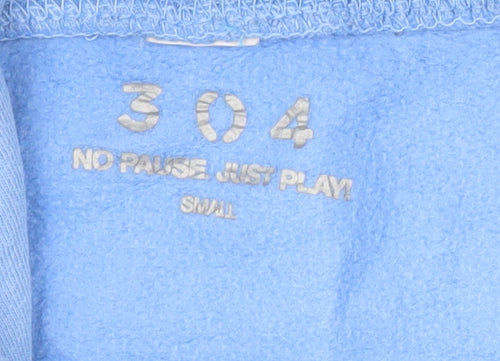 304
NO PAUSE. JUST PLAY!
SMALL